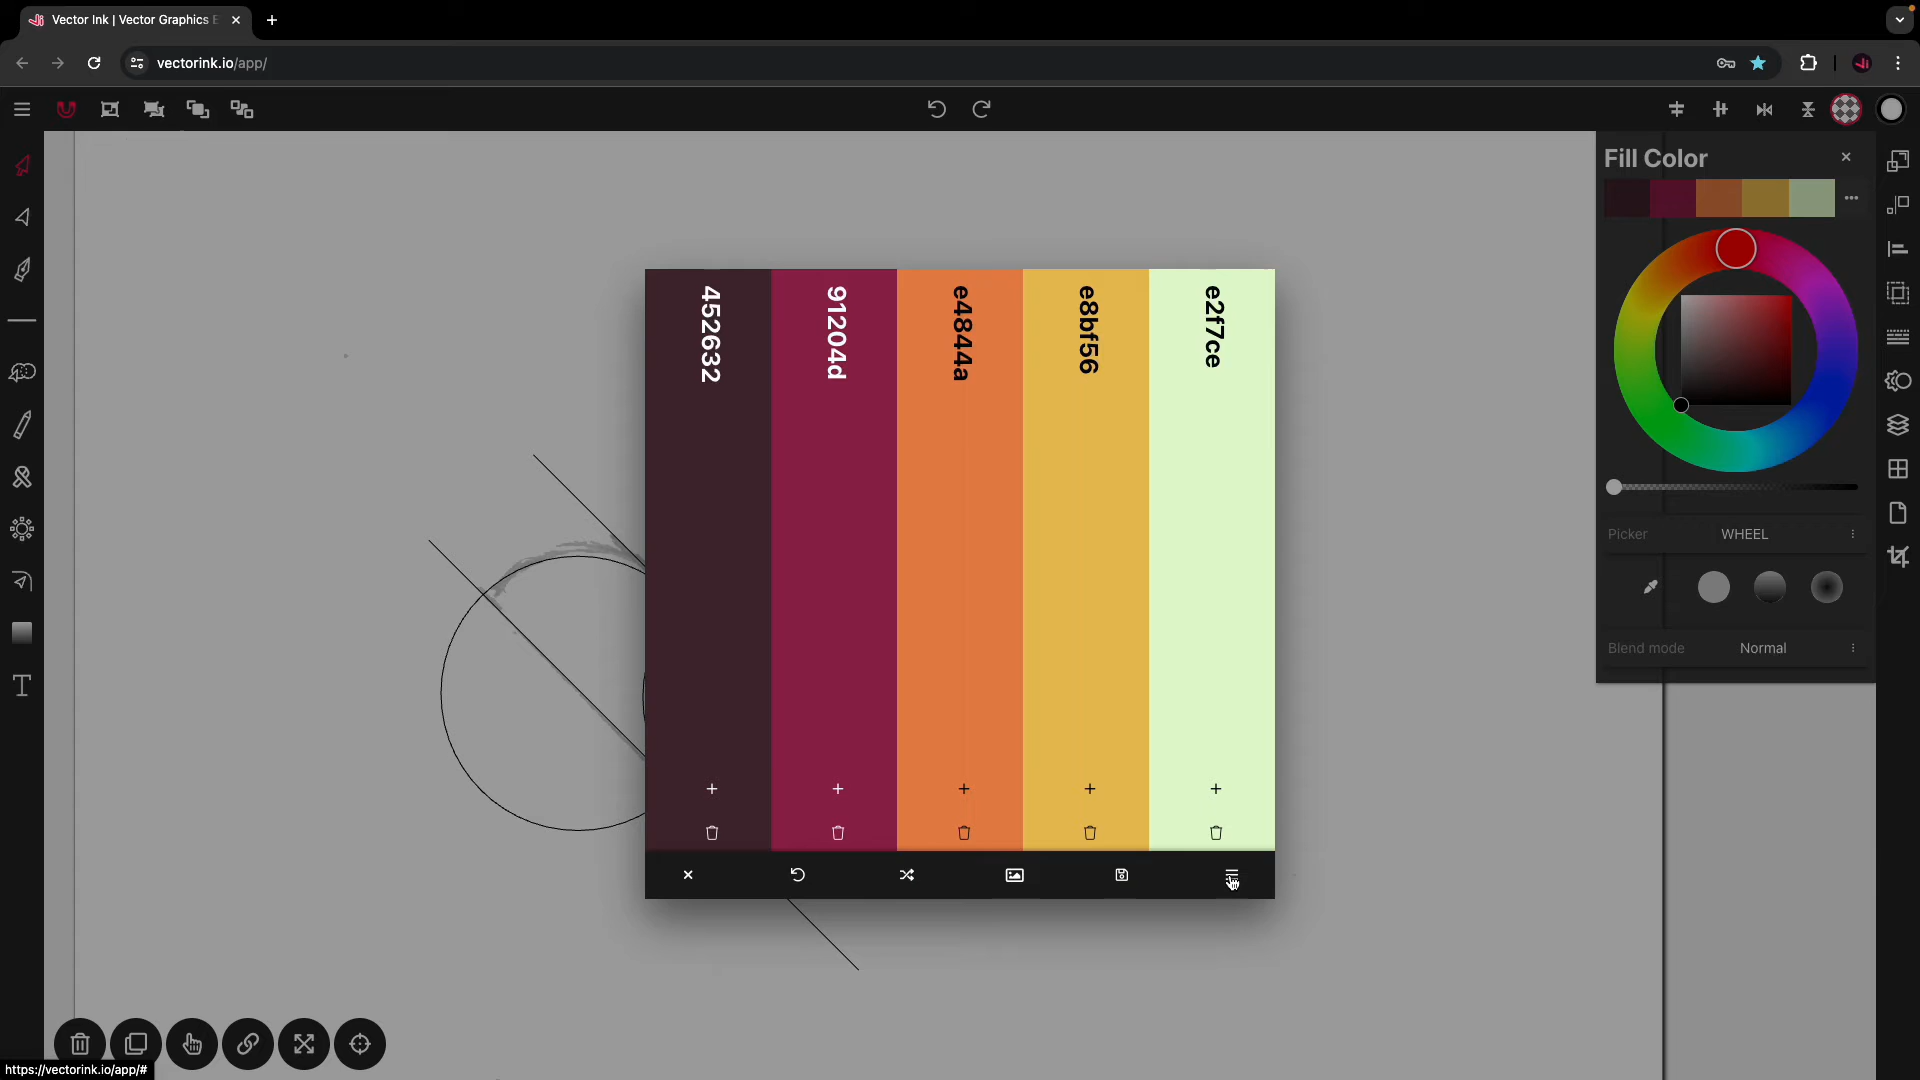 Vector Ink | Vector Graphics E
vectorink.io/app/
Fill Color
452632
91204d
e4844a
e8bf56
e2f7ce
Picker WHEEL
Blend mode Normal
https://vectorink.io/app/#